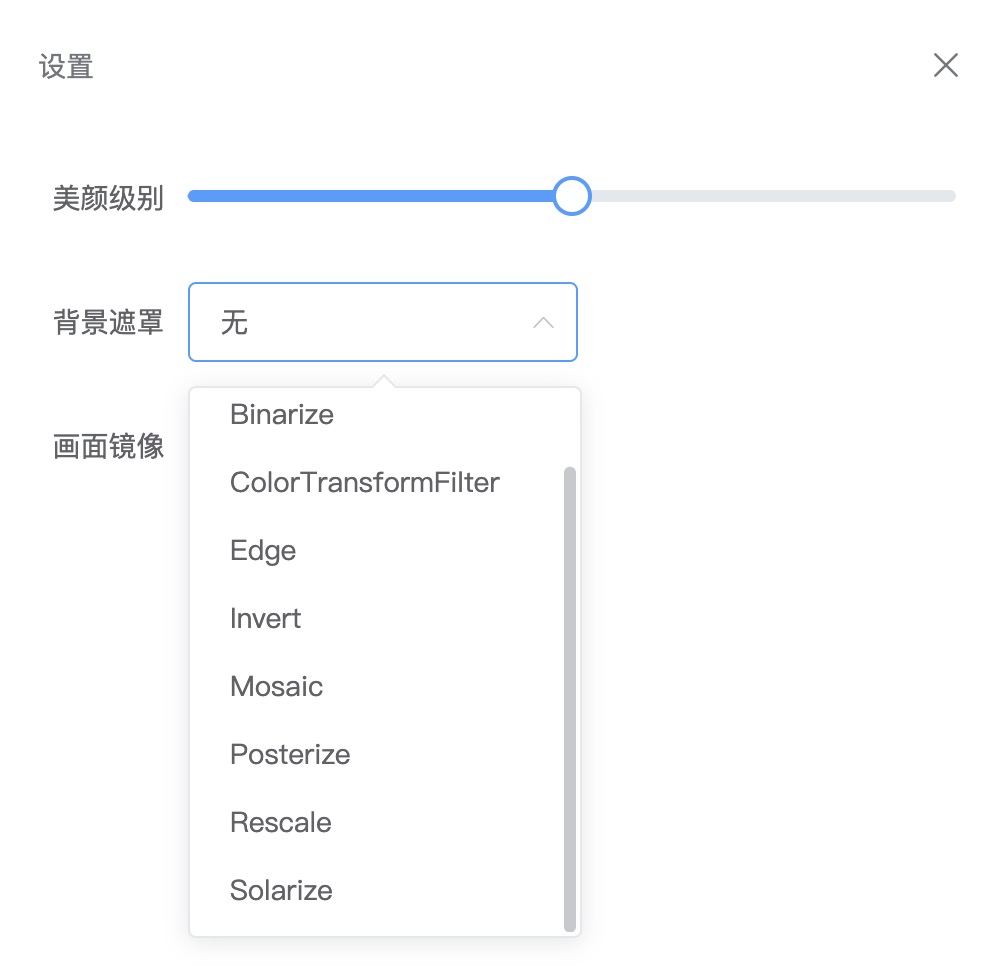 设置
美颜级别
背景遮罩 无
画面镜像
Binarize
ColorTransformFilter
Edge
Invert
Mosaic
Posterize
Rescale
Solarize